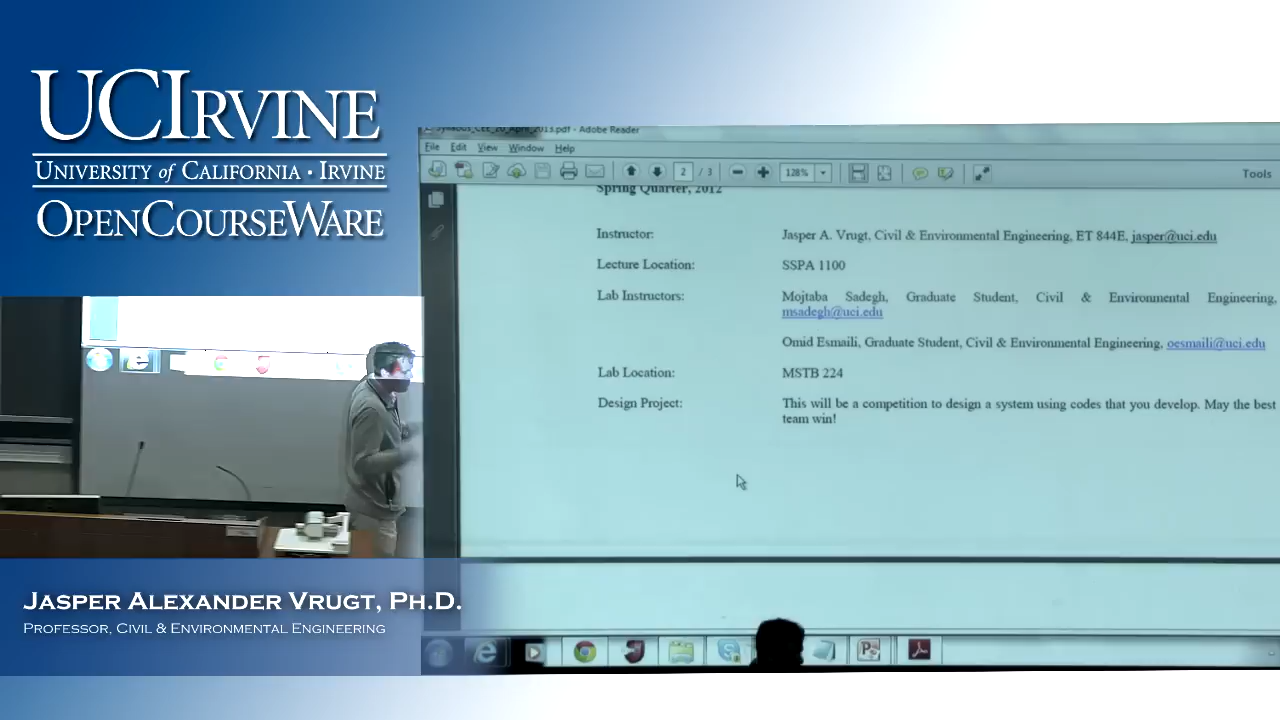 UCIRVINE
UNIVERSITY of CALIFORNIA · IRVINE
OPENCOURSEWARE
Syllabus_CEE_20_April_2013.pdf - Adobe Reader
File Edit View Window Help
2 / 3 128% Tools
Spring Quarter, 2012
Instructor: Jasper A. Vrugt, Civil & Environmental Engineering, ET 844E, jasper@uci.edu
Lecture Location: SSPA 1100
Lab Instructors: Mojtaba Sadegh, Graduate Student, Civil & Environmental Engineering,
msadegh@uci.edu
Omid Esmaili, Graduate Student, Civil & Environmental Engineering, oesmaili@uci.edu
Lab Location: MSTB 224
Design Project: This will be a competition to design a system using codes that you develop. May the best
team win!
JASPER ALEXANDER VRUGT, PH.D.
PROFESSOR, CIVIL & ENVIRONMENTAL ENGINEERING